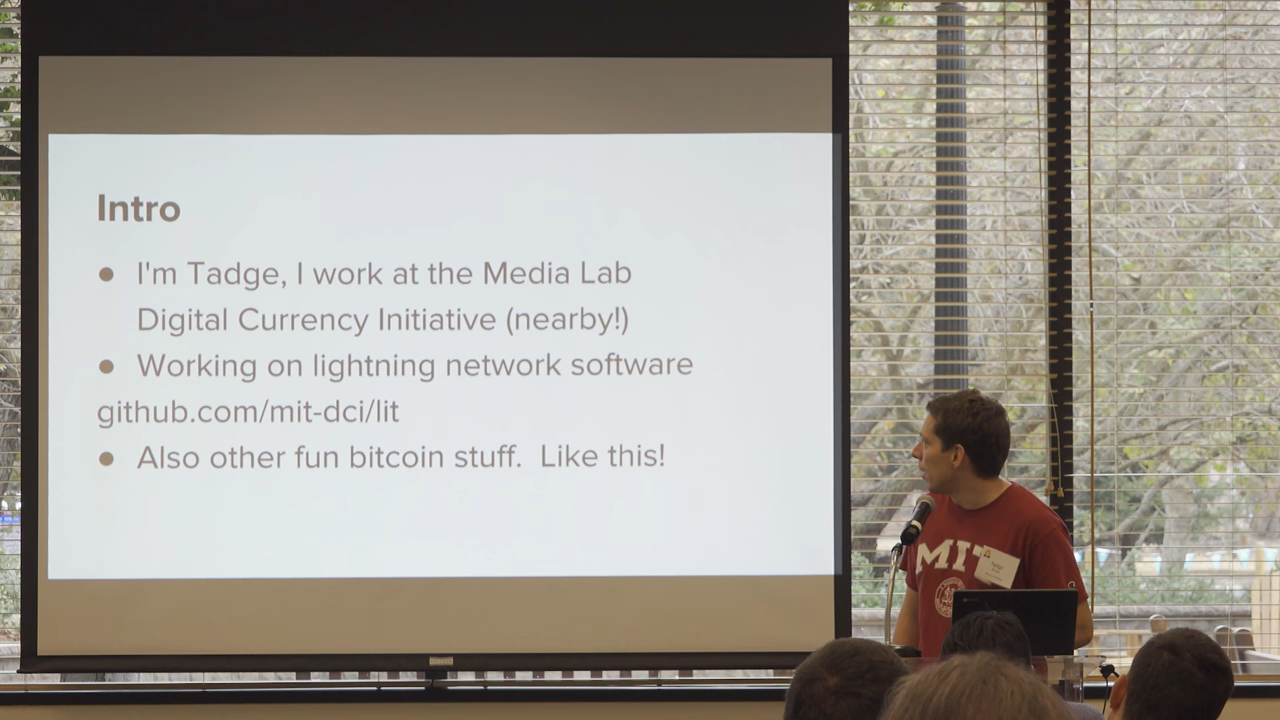 Intro
● I'm Tadge, I work at the Media Lab
Digital Currency Initiative (nearby!)
● Working on lightning network software
github.com/mit-dci/lit
● Also other fun bitcoin stuff.  Like this!
MIT
Tadge